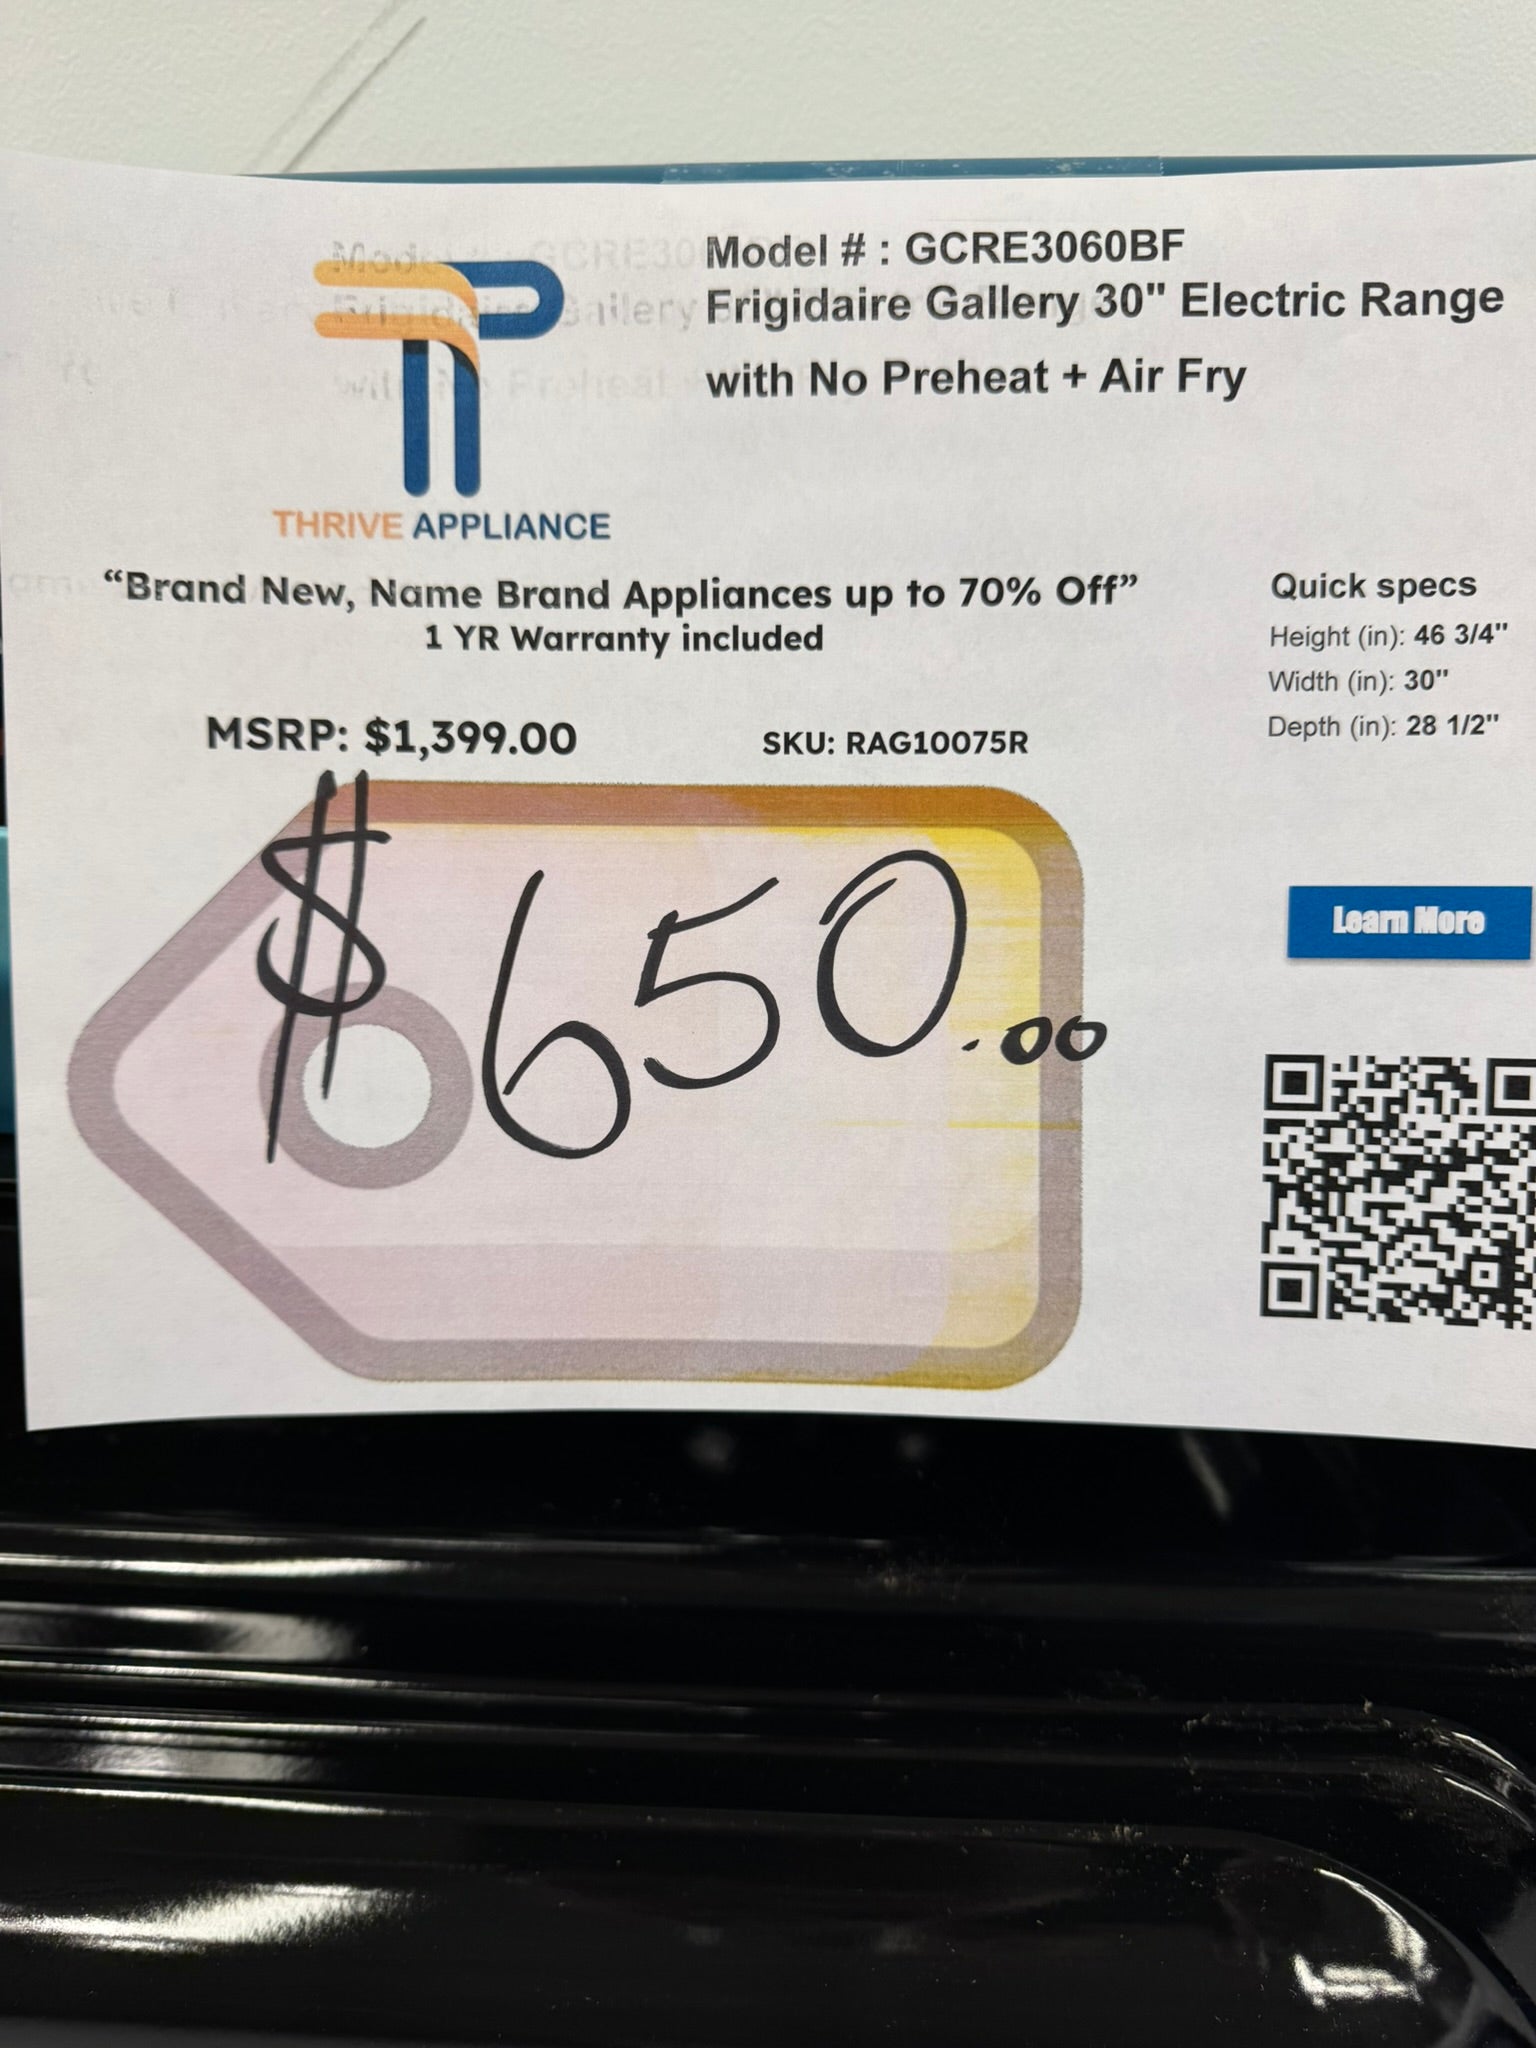 Model # : GCRE3060BF
Frigidaire Gallery 30" Electric Range
with No Preheat + Air Fry
THRIVE APPLIANCE
“Brand New, Name Brand Appliances up to 70% Off”
1 YR Warranty included
MSRP: $1,399.00
SKU: RAG10075R
$650.00
Quick specs
Height (in): 46 3/4"
Width (in): 30"
Depth (in): 28 1/2"
Learn More